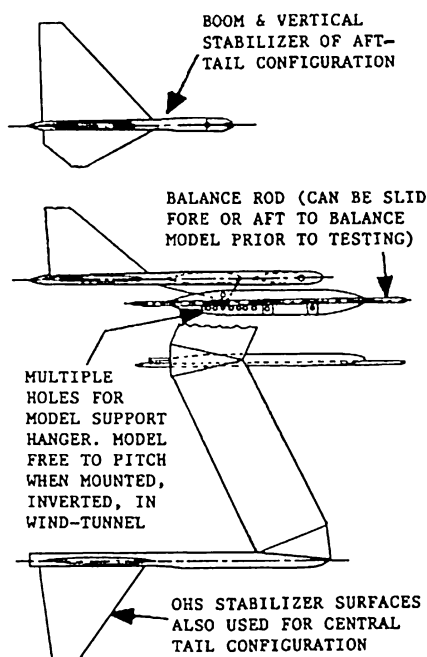 BOOM & VERTICAL
STABILIZER OF AFT-
TAIL CONFIGURATION
BALANCE ROD (CAN BE SLID
FORE OR AFT TO BALANCE
MODEL PRIOR TO TESTING)
MULTIPLE
HOLES FOR
MODEL SUPPORT
HANGER. MODEL
FREE TO PITCH
WHEN MOUNTED,
INVERTED, IN
WIND-TUNNEL
OHS STABILIZER SURFACES
ALSO USED FOR CENTRAL
TAIL CONFIGURATION